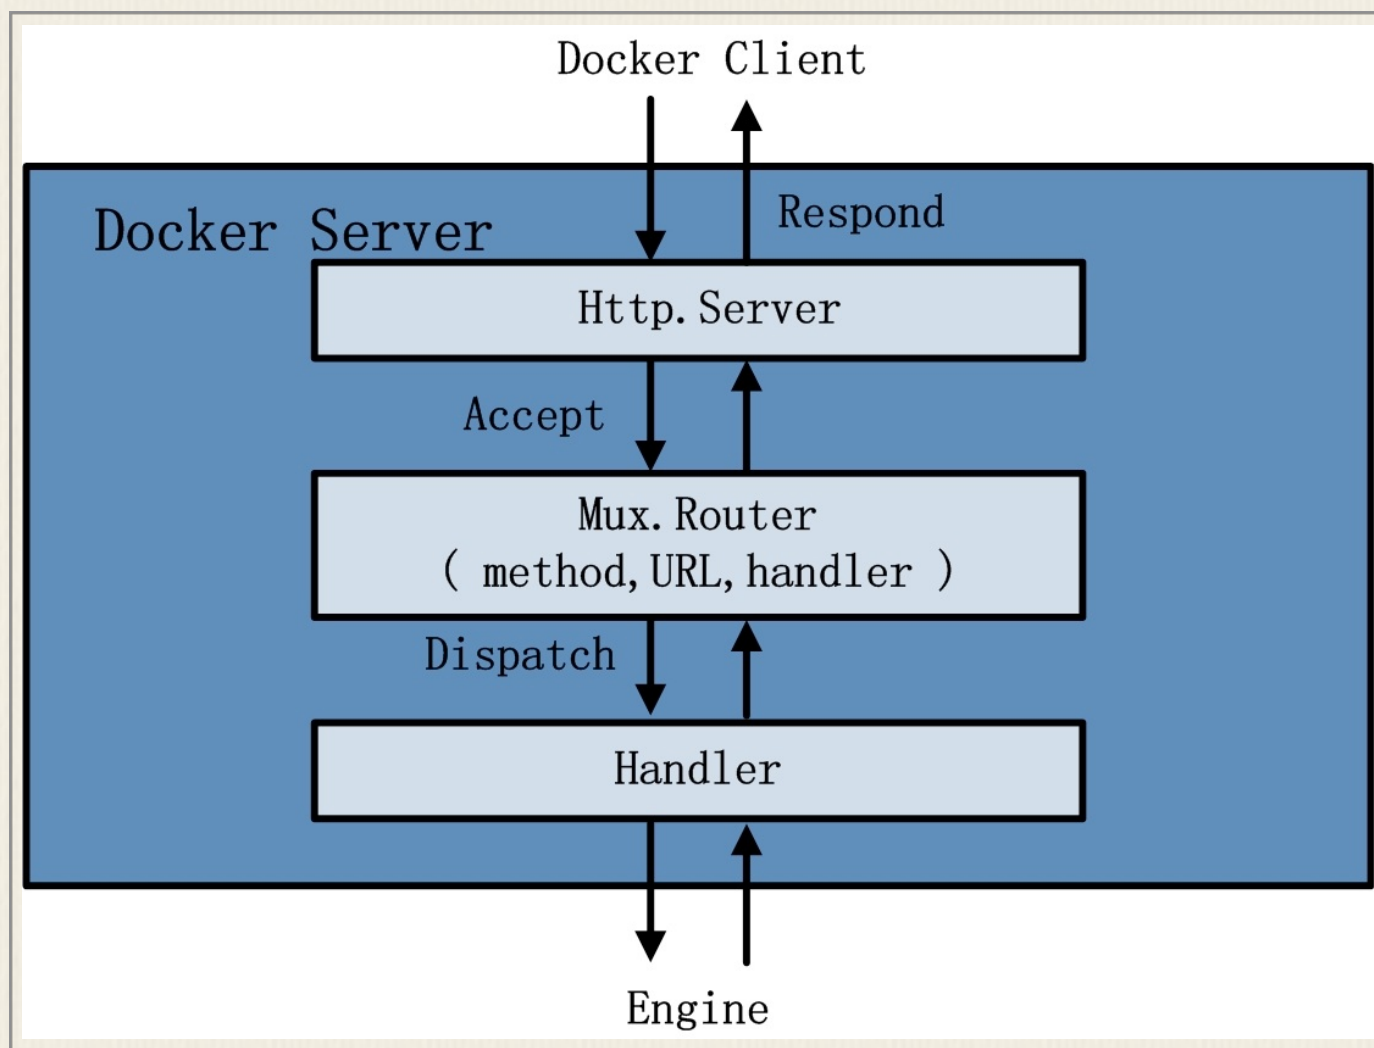 Docker Client
Respond
Docker Server
Http.Server
Accept
Mux.Router
( method,URL,handler )
Dispatch
Handler
Engine